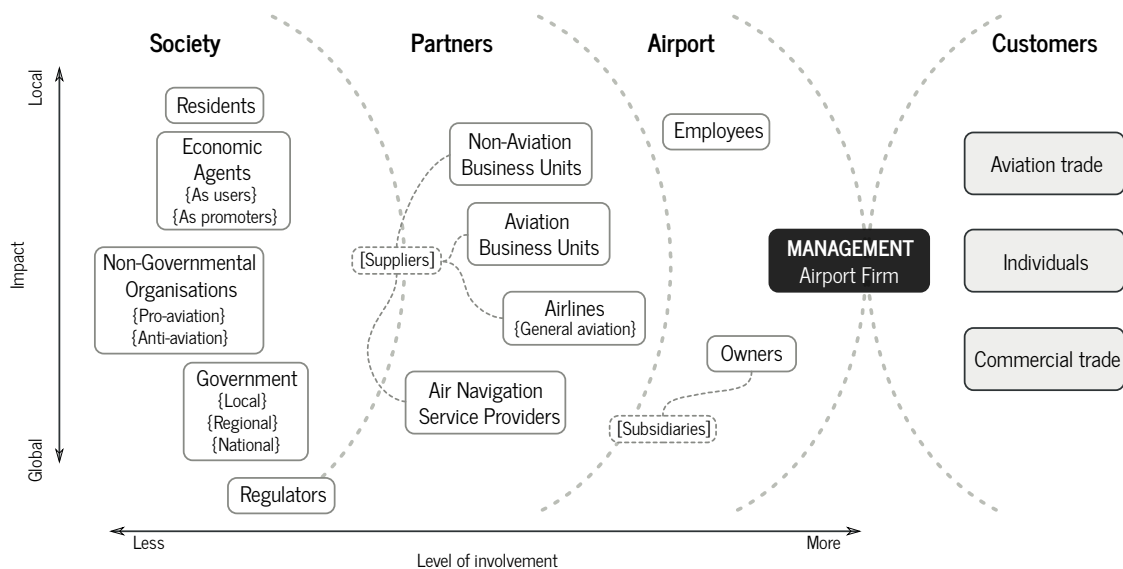 Society
Partners
Airport
Customers
Local
Impact
Global
Residents
Economic
Agents
{As users}
{As promoters}
Non-Governmental
Organisations
{Pro-aviation}
{Anti-aviation}
Government
{Local}
{Regional}
{National}
Regulators
Non-Aviation
Business Units
Aviation
Business Units
[Suppliers]
Airlines
{General aviation}
Air Navigation
Service Providers
Employees
MANAGEMENT
Airport Firm
Owners
[Subsidiaries]
Aviation trade
Individuals
Commercial trade
Less
Level of involvement
More